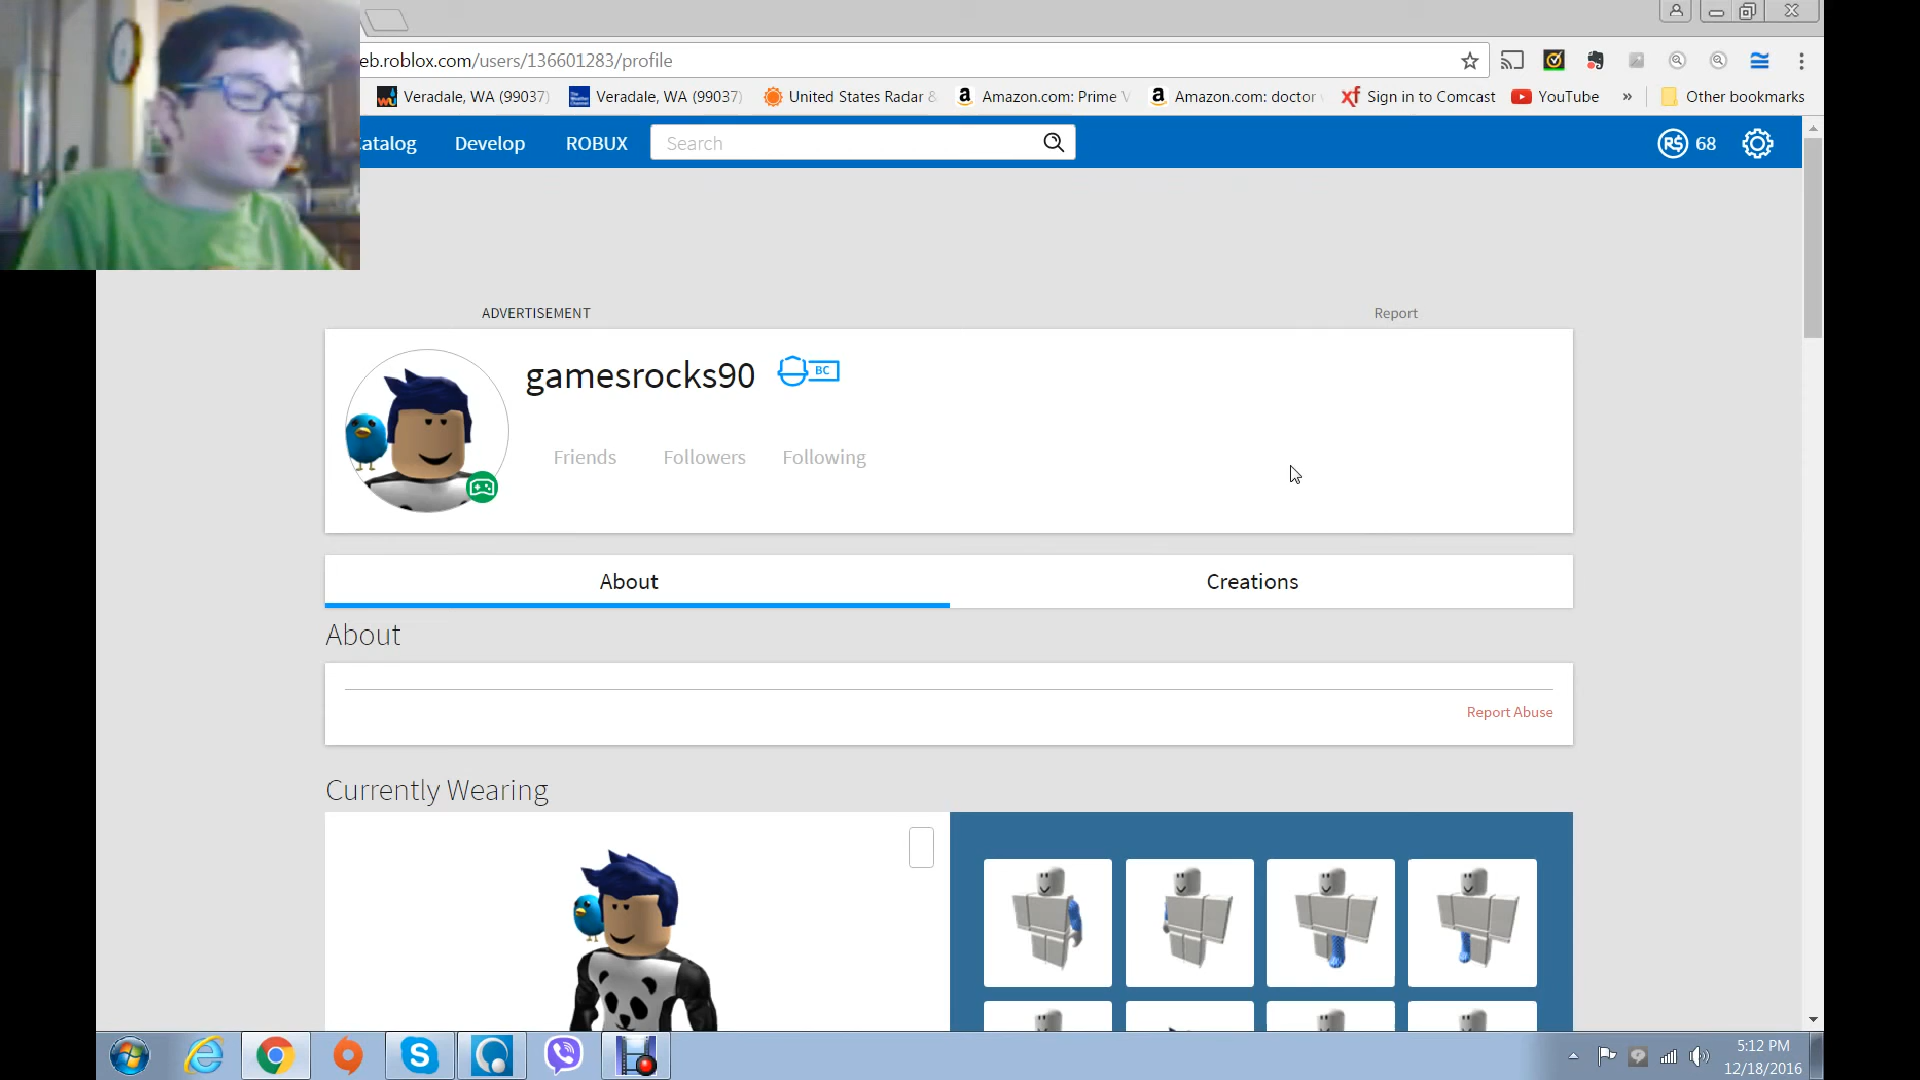 eb.roblox.com/users/136601283/profile
Veradale, WA (99037) Veradale, WA (99037) United States Radar & Amazon.com: Prime V Amazon.com: doctor Sign in to Comcast YouTube » Other bookmarks
atalog Develop ROBUX Search R$ 68
ADVERTISEMENT Report
gamesrocks90 BC
Friends Followers Following
About Creations
About
Report Abuse
Currently Wearing
5:12 PM
12/18/2016